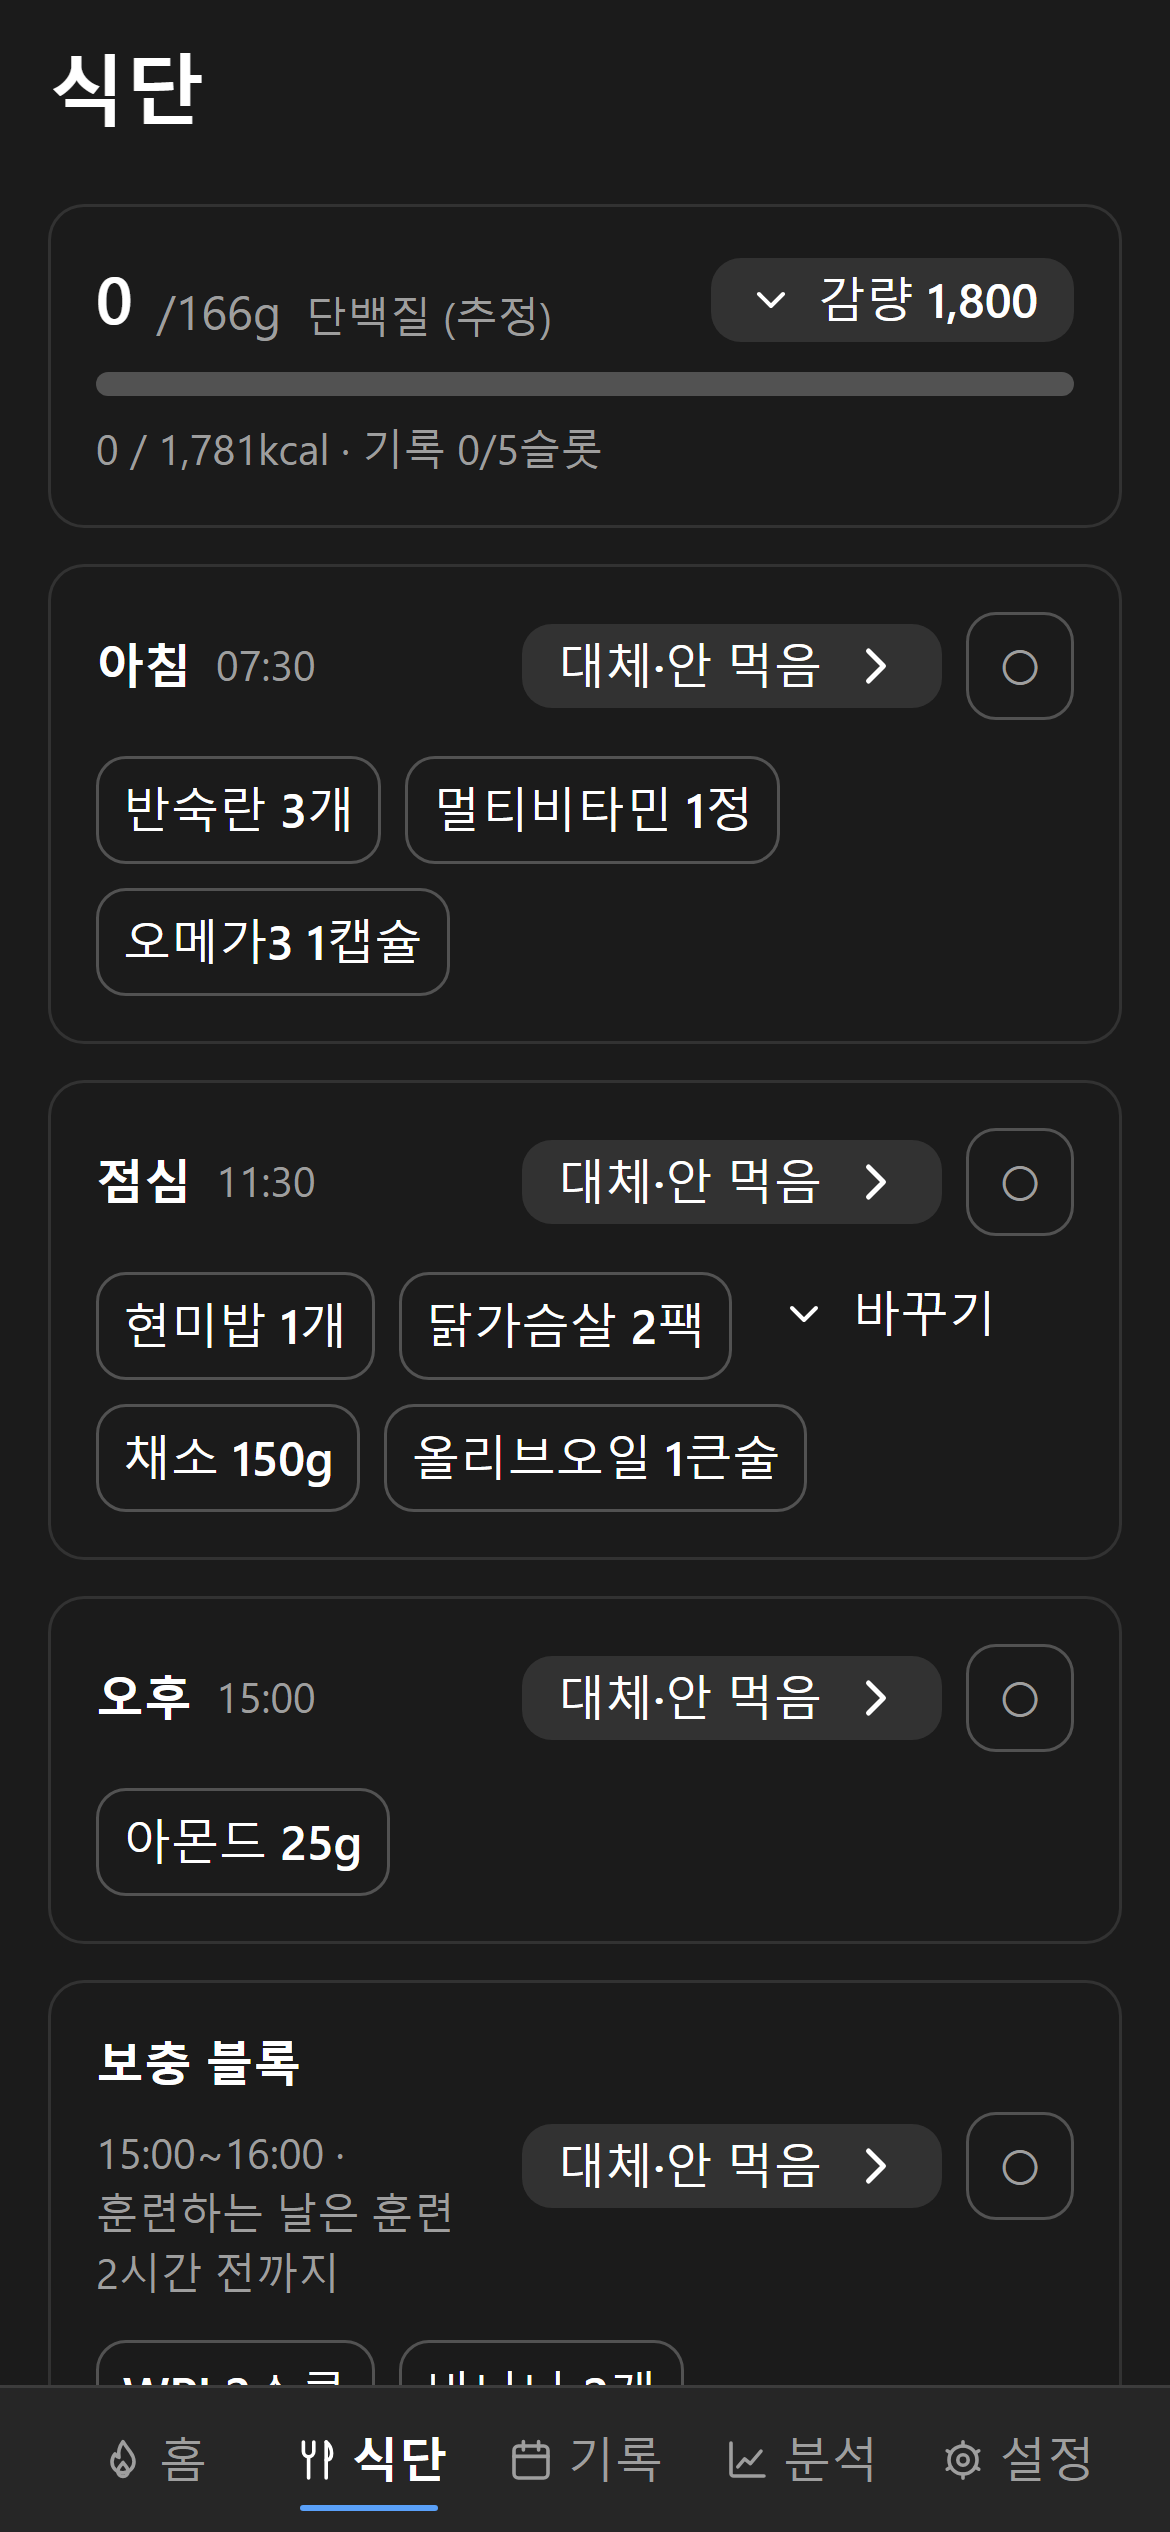 식단
0 /166g 단백질 (추정) 감량 1,800
0 / 1,781kcal · 기록 0/5슬롯
아침 07:30 대체·안 먹음
반숙란 3개 멀티비타민 1정
오메가3 1캡슐
점심 11:30 대체·안 먹음
현미밥 1개 닭가슴살 2팩 바꾸기
채소 150g 올리브오일 1큰술
오후 15:00 대체·안 먹음
아몬드 25g
보충 블록
15:00~16:00 · 대체·안 먹음
훈련하는 날은 훈련
2시간 전까지
홈 식단 기록 분석 설정